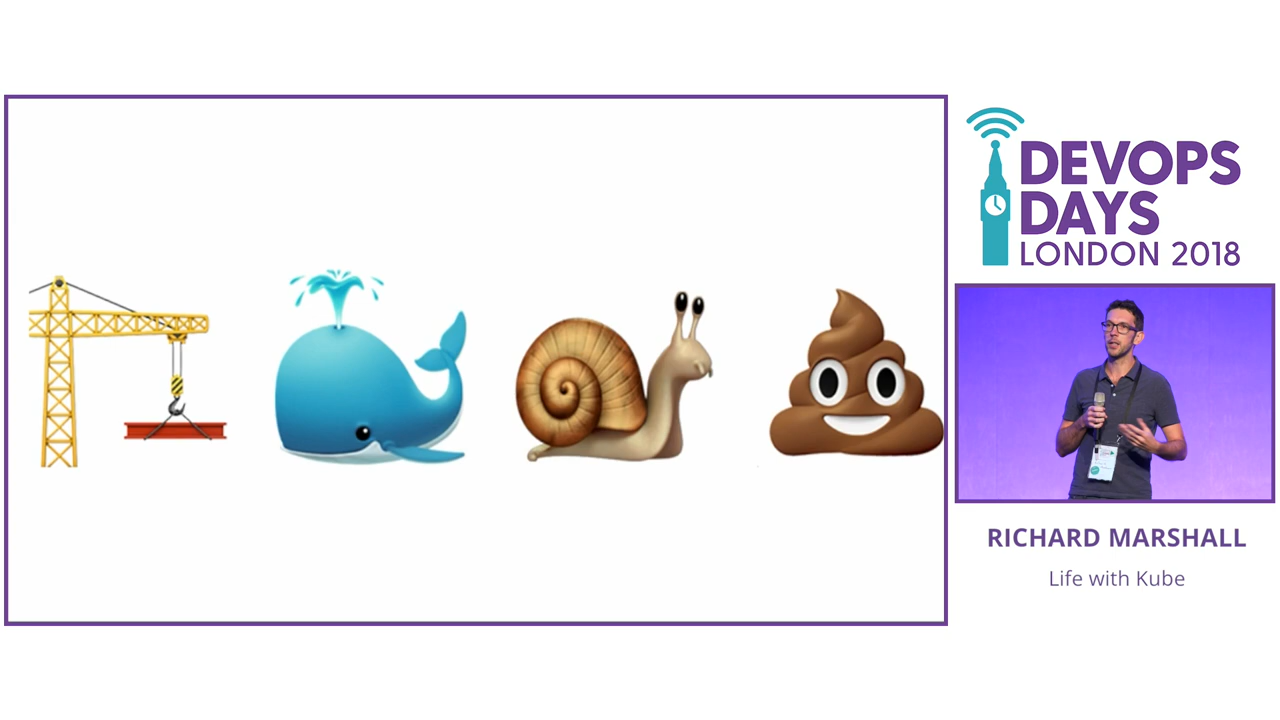 DEVOPS
DAYS
LONDON 2018
RICHARD MARSHALL
Life with Kube